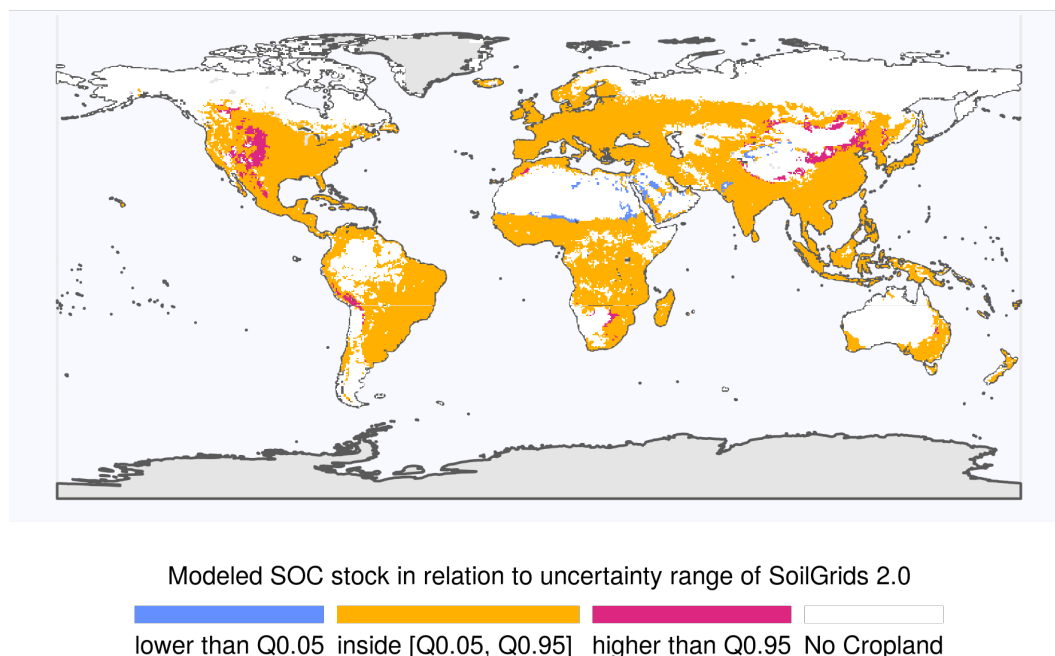 Modeled SOC stock in relation to uncertainty range of SoilGrids 2.0
lower than Q0.05 inside [Q0.05, Q0.95] higher than Q0.95 No Cropland